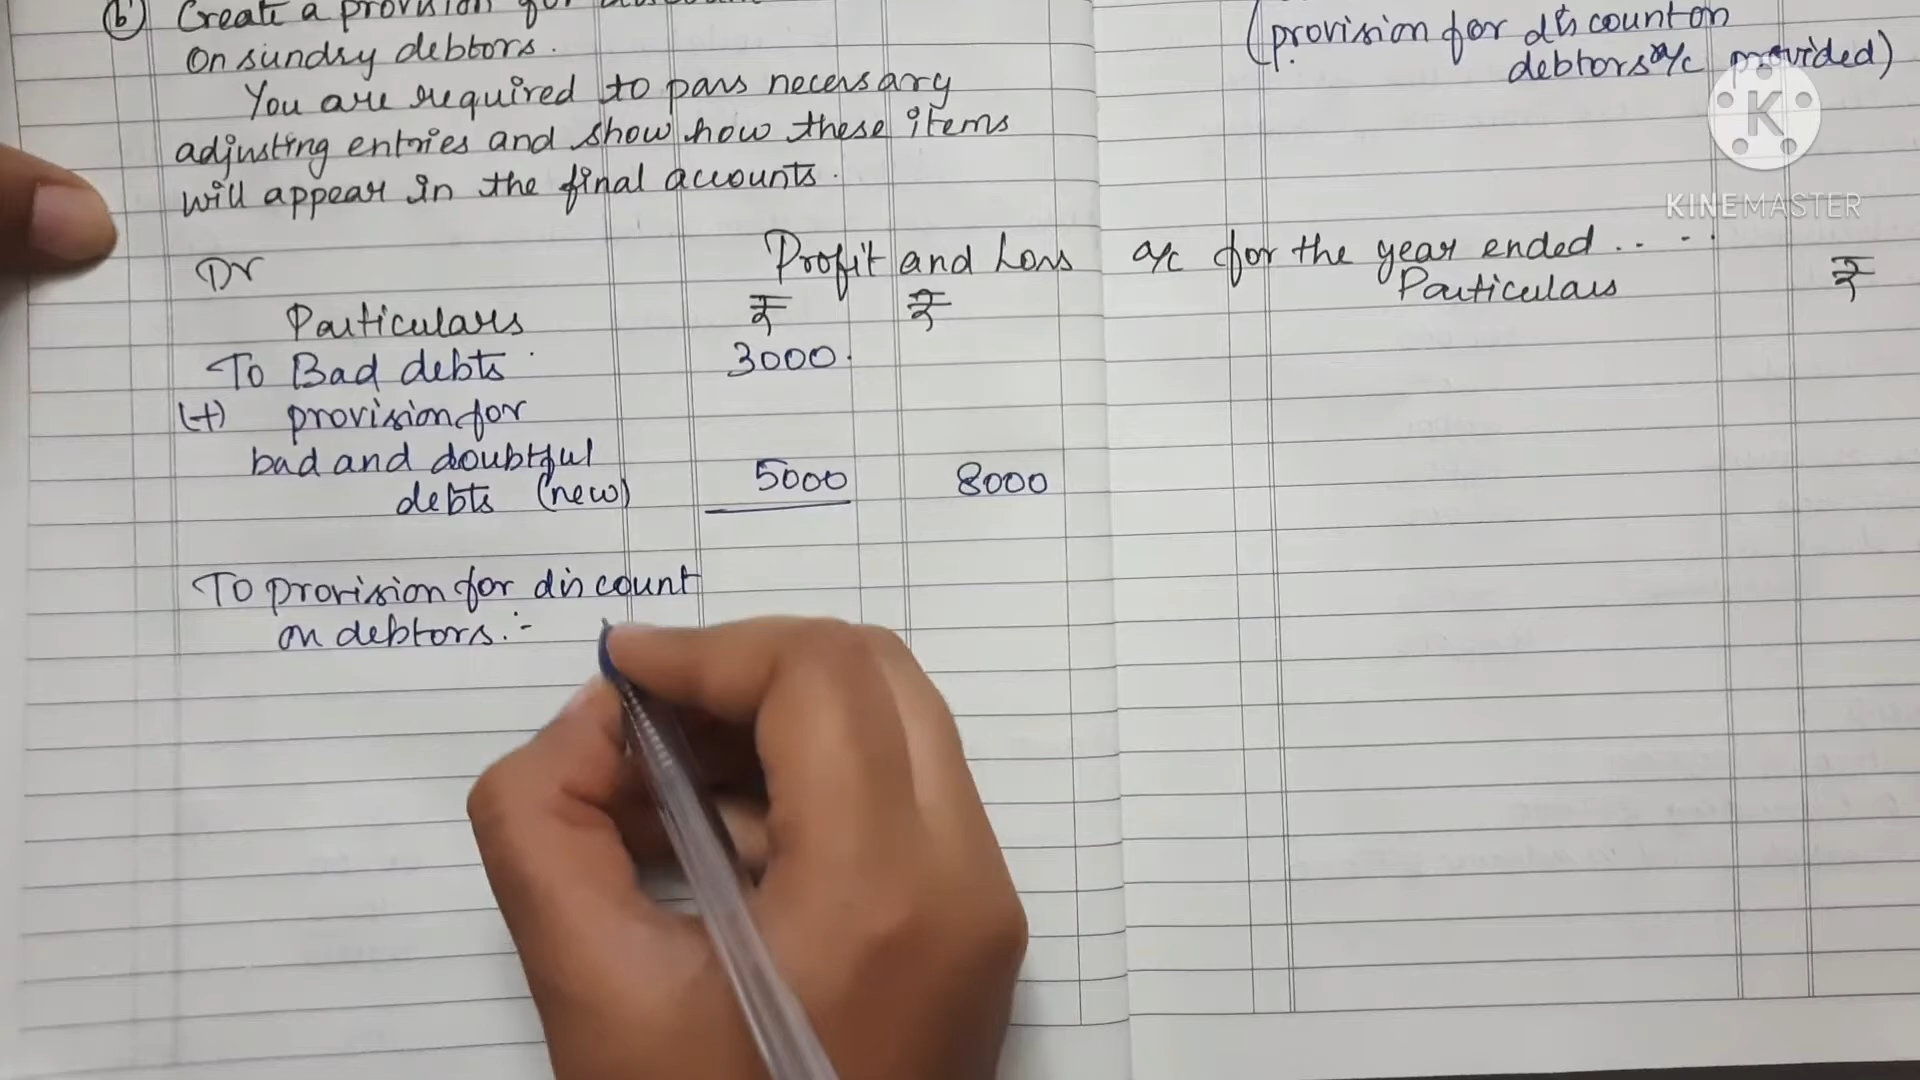 (b) Create a provision for discount
on sundry debtors.
You are required to pass necessary
adjusting entries and show how these items
will appear in the final accounts.
(provision for discount on
debtors a/c provided)
KINEMASTER
Dr Profit and Loss a/c for the year ended.. - .
Particulars ₹ ₹ Particulars ₹
To Bad debts 3000
(+) provision for
bad and doubtful
debts (new) 5000 8000
To provision for discount
on debtors:-